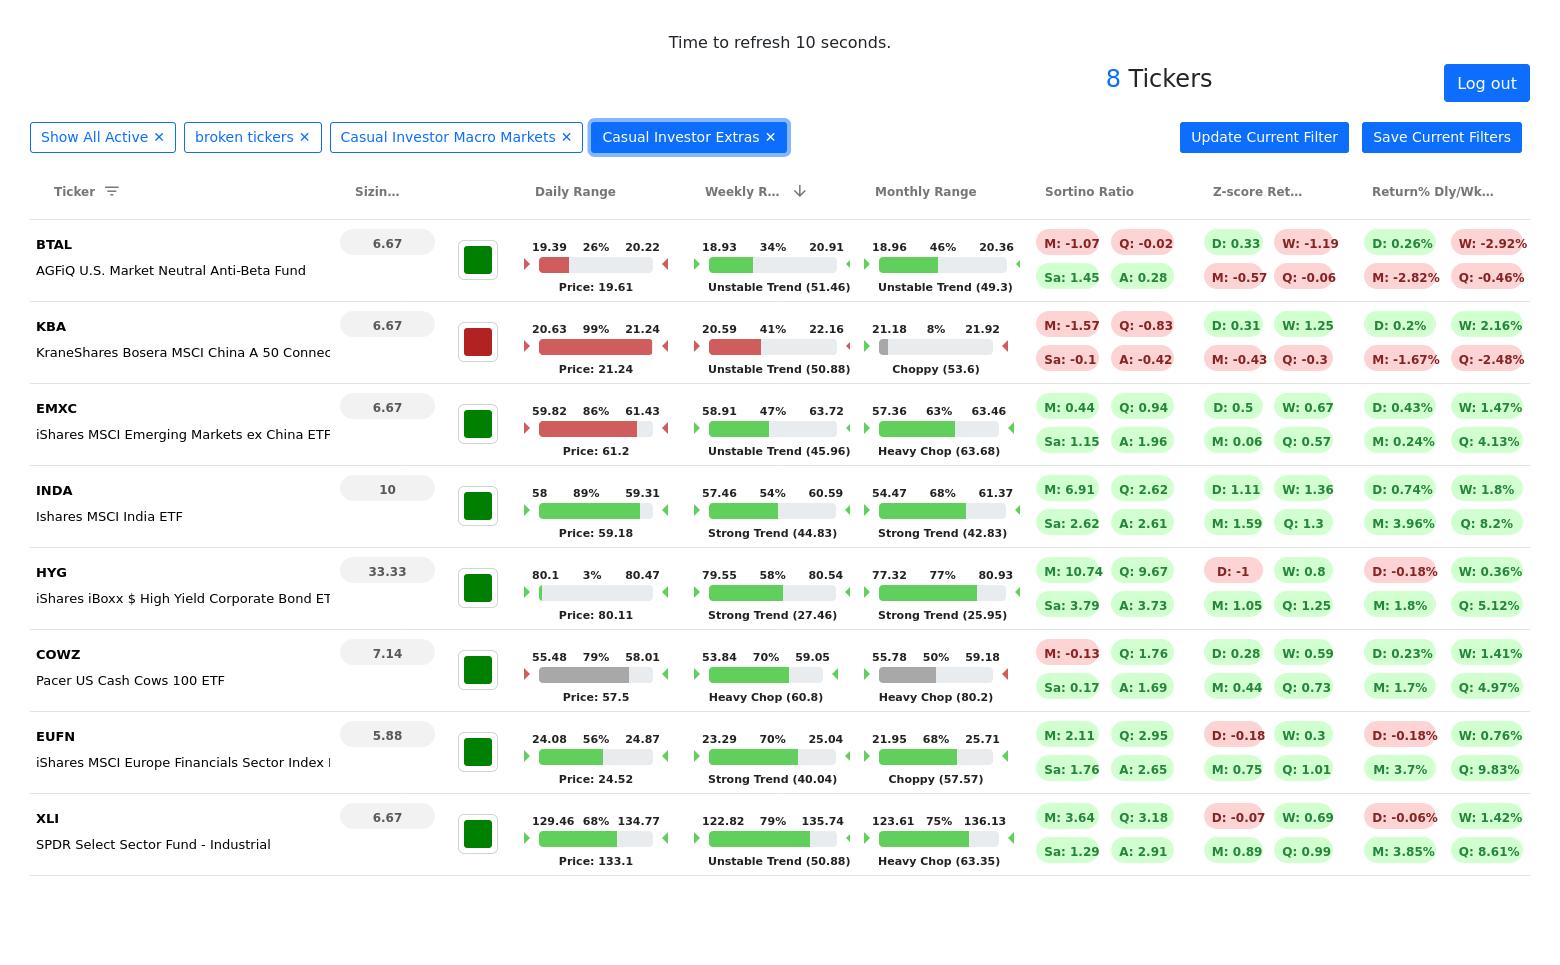 Time to refresh 10 seconds.
8 Tickers
Log out
Show All Active ✕ broken tickers ✕ Casual Investor Macro Markets ✕ Casual Investor Extras ✕ Update Current Filter Save Current Filters
Ticker Sizin... Daily Range Weekly R... Monthly Range Sortino Ratio Z-score Ret... Return% Dly/Wk...
BTAL 6.67 19.39 26% 20.22 18.93 34% 20.91 18.96 46% 20.36 M: -1.07 Q: -0.02 D: 0.33 W: -1.19 D: 0.26% W: -2.92%
AGFiQ U.S. Market Neutral Anti-Beta Fund Price: 19.61 Unstable Trend (51.46) Unstable Trend (49.3) Sa: 1.45 A: 0.28 M: -0.57 Q: -0.06 M: -2.82% Q: -0.46%
KBA 6.67 20.63 99% 21.24 20.59 41% 22.16 21.18 8% 21.92 M: -1.57 Q: -0.83 D: 0.31 W: 1.25 D: 0.2% W: 2.16%
KraneShares Bosera MSCI China A 50 Connec Price: 21.24 Unstable Trend (50.88) Choppy (53.6) Sa: -0.1 A: -0.42 M: -0.43 Q: -0.3 M: -1.67% Q: -2.48%
EMXC 6.67 59.82 86% 61.43 58.91 47% 63.72 57.36 63% 63.46 M: 0.44 Q: 0.94 D: 0.5 W: 0.67 D: 0.43% W: 1.47%
iShares MSCI Emerging Markets ex China ETF Price: 61.2 Unstable Trend (45.96) Heavy Chop (63.68) Sa: 1.15 A: 1.96 M: 0.06 Q: 0.57 M: 0.24% Q: 4.13%
INDA 10 58 89% 59.31 57.46 54% 60.59 54.47 68% 61.37 M: 6.91 Q: 2.62 D: 1.11 W: 1.36 D: 0.74% W: 1.8%
Ishares MSCI India ETF Price: 59.18 Strong Trend (44.83) Strong Trend (42.83) Sa: 2.62 A: 2.61 M: 1.59 Q: 1.3 M: 3.96% Q: 8.2%
HYG 33.33 80.1 3% 80.47 79.55 58% 80.54 77.32 77% 80.93 M: 10.74 Q: 9.67 D: -1 W: 0.8 D: -0.18% W: 0.36%
iShares iBoxx $ High Yield Corporate Bond ET Price: 80.11 Strong Trend (27.46) Strong Trend (25.95) Sa: 3.79 A: 3.73 M: 1.05 Q: 1.25 M: 1.8% Q: 5.12%
COWZ 7.14 55.48 79% 58.01 53.84 70% 59.05 55.78 50% 59.18 M: -0.13 Q: 1.76 D: 0.28 W: 0.59 D: 0.23% W: 1.41%
Pacer US Cash Cows 100 ETF Price: 57.5 Heavy Chop (60.8) Heavy Chop (80.2) Sa: 0.17 A: 1.69 M: 0.44 Q: 0.73 M: 1.7% Q: 4.97%
EUFN 5.88 24.08 56% 24.87 23.29 70% 25.04 21.95 68% 25.71 M: 2.11 Q: 2.95 D: -0.18 W: 0.3 D: -0.18% W: 0.76%
iShares MSCI Europe Financials Sector Index Price: 24.52 Strong Trend (40.04) Choppy (57.57) Sa: 1.76 A: 2.65 M: 0.75 Q: 1.01 M: 3.7% Q: 9.83%
XLI 6.67 129.46 68% 134.77 122.82 79% 135.74 123.61 75% 136.13 M: 3.64 Q: 3.18 D: -0.07 W: 0.69 D: -0.06% W: 1.42%
SPDR Select Sector Fund - Industrial Price: 133.1 Unstable Trend (50.88) Heavy Chop (63.35) Sa: 1.29 A: 2.91 M: 0.89 Q: 0.99 M: 3.85% Q: 8.61%